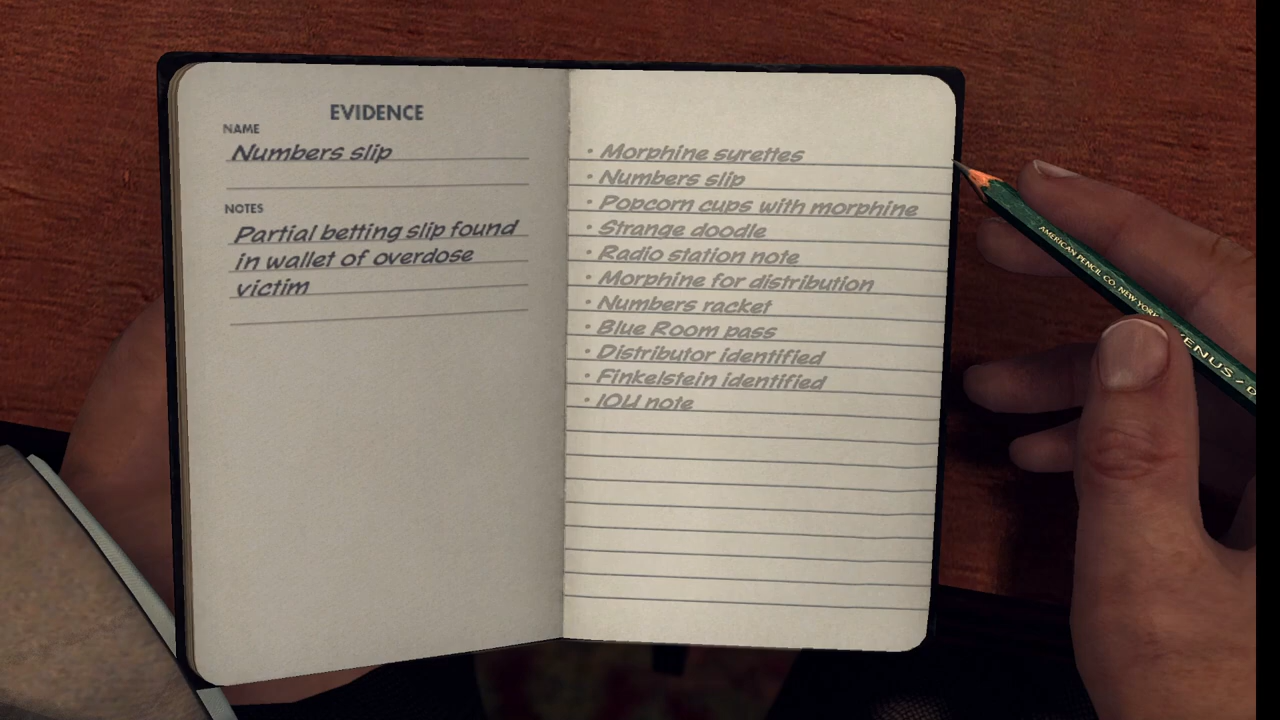 EVIDENCE
NAME
Numbers slip
NOTES
Partial betting slip found
in wallet of overdose
victim
• Morphine surettes
• Numbers slip
• Popcorn cups with morphine
• Strange doodle
• Radio station note
• Morphine for distribution
• Numbers racket
• Blue Room pass
• Distributor identified
• Finkelstein identified
• IOU note
AMERICAN PENCIL CO. NEW YORK